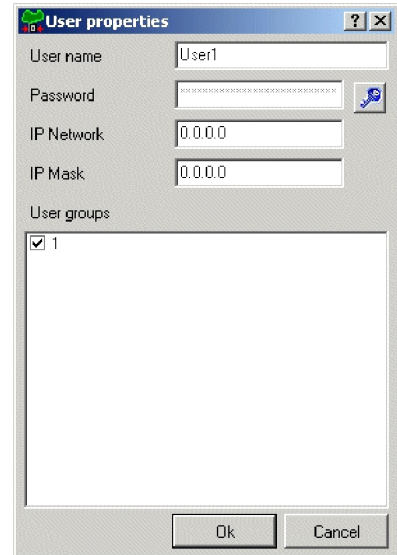 User properties
User name User1
Password ****************************
IP Network 0.0.0.0
IP Mask 0.0.0.0
User groups
1
Ok Cancel